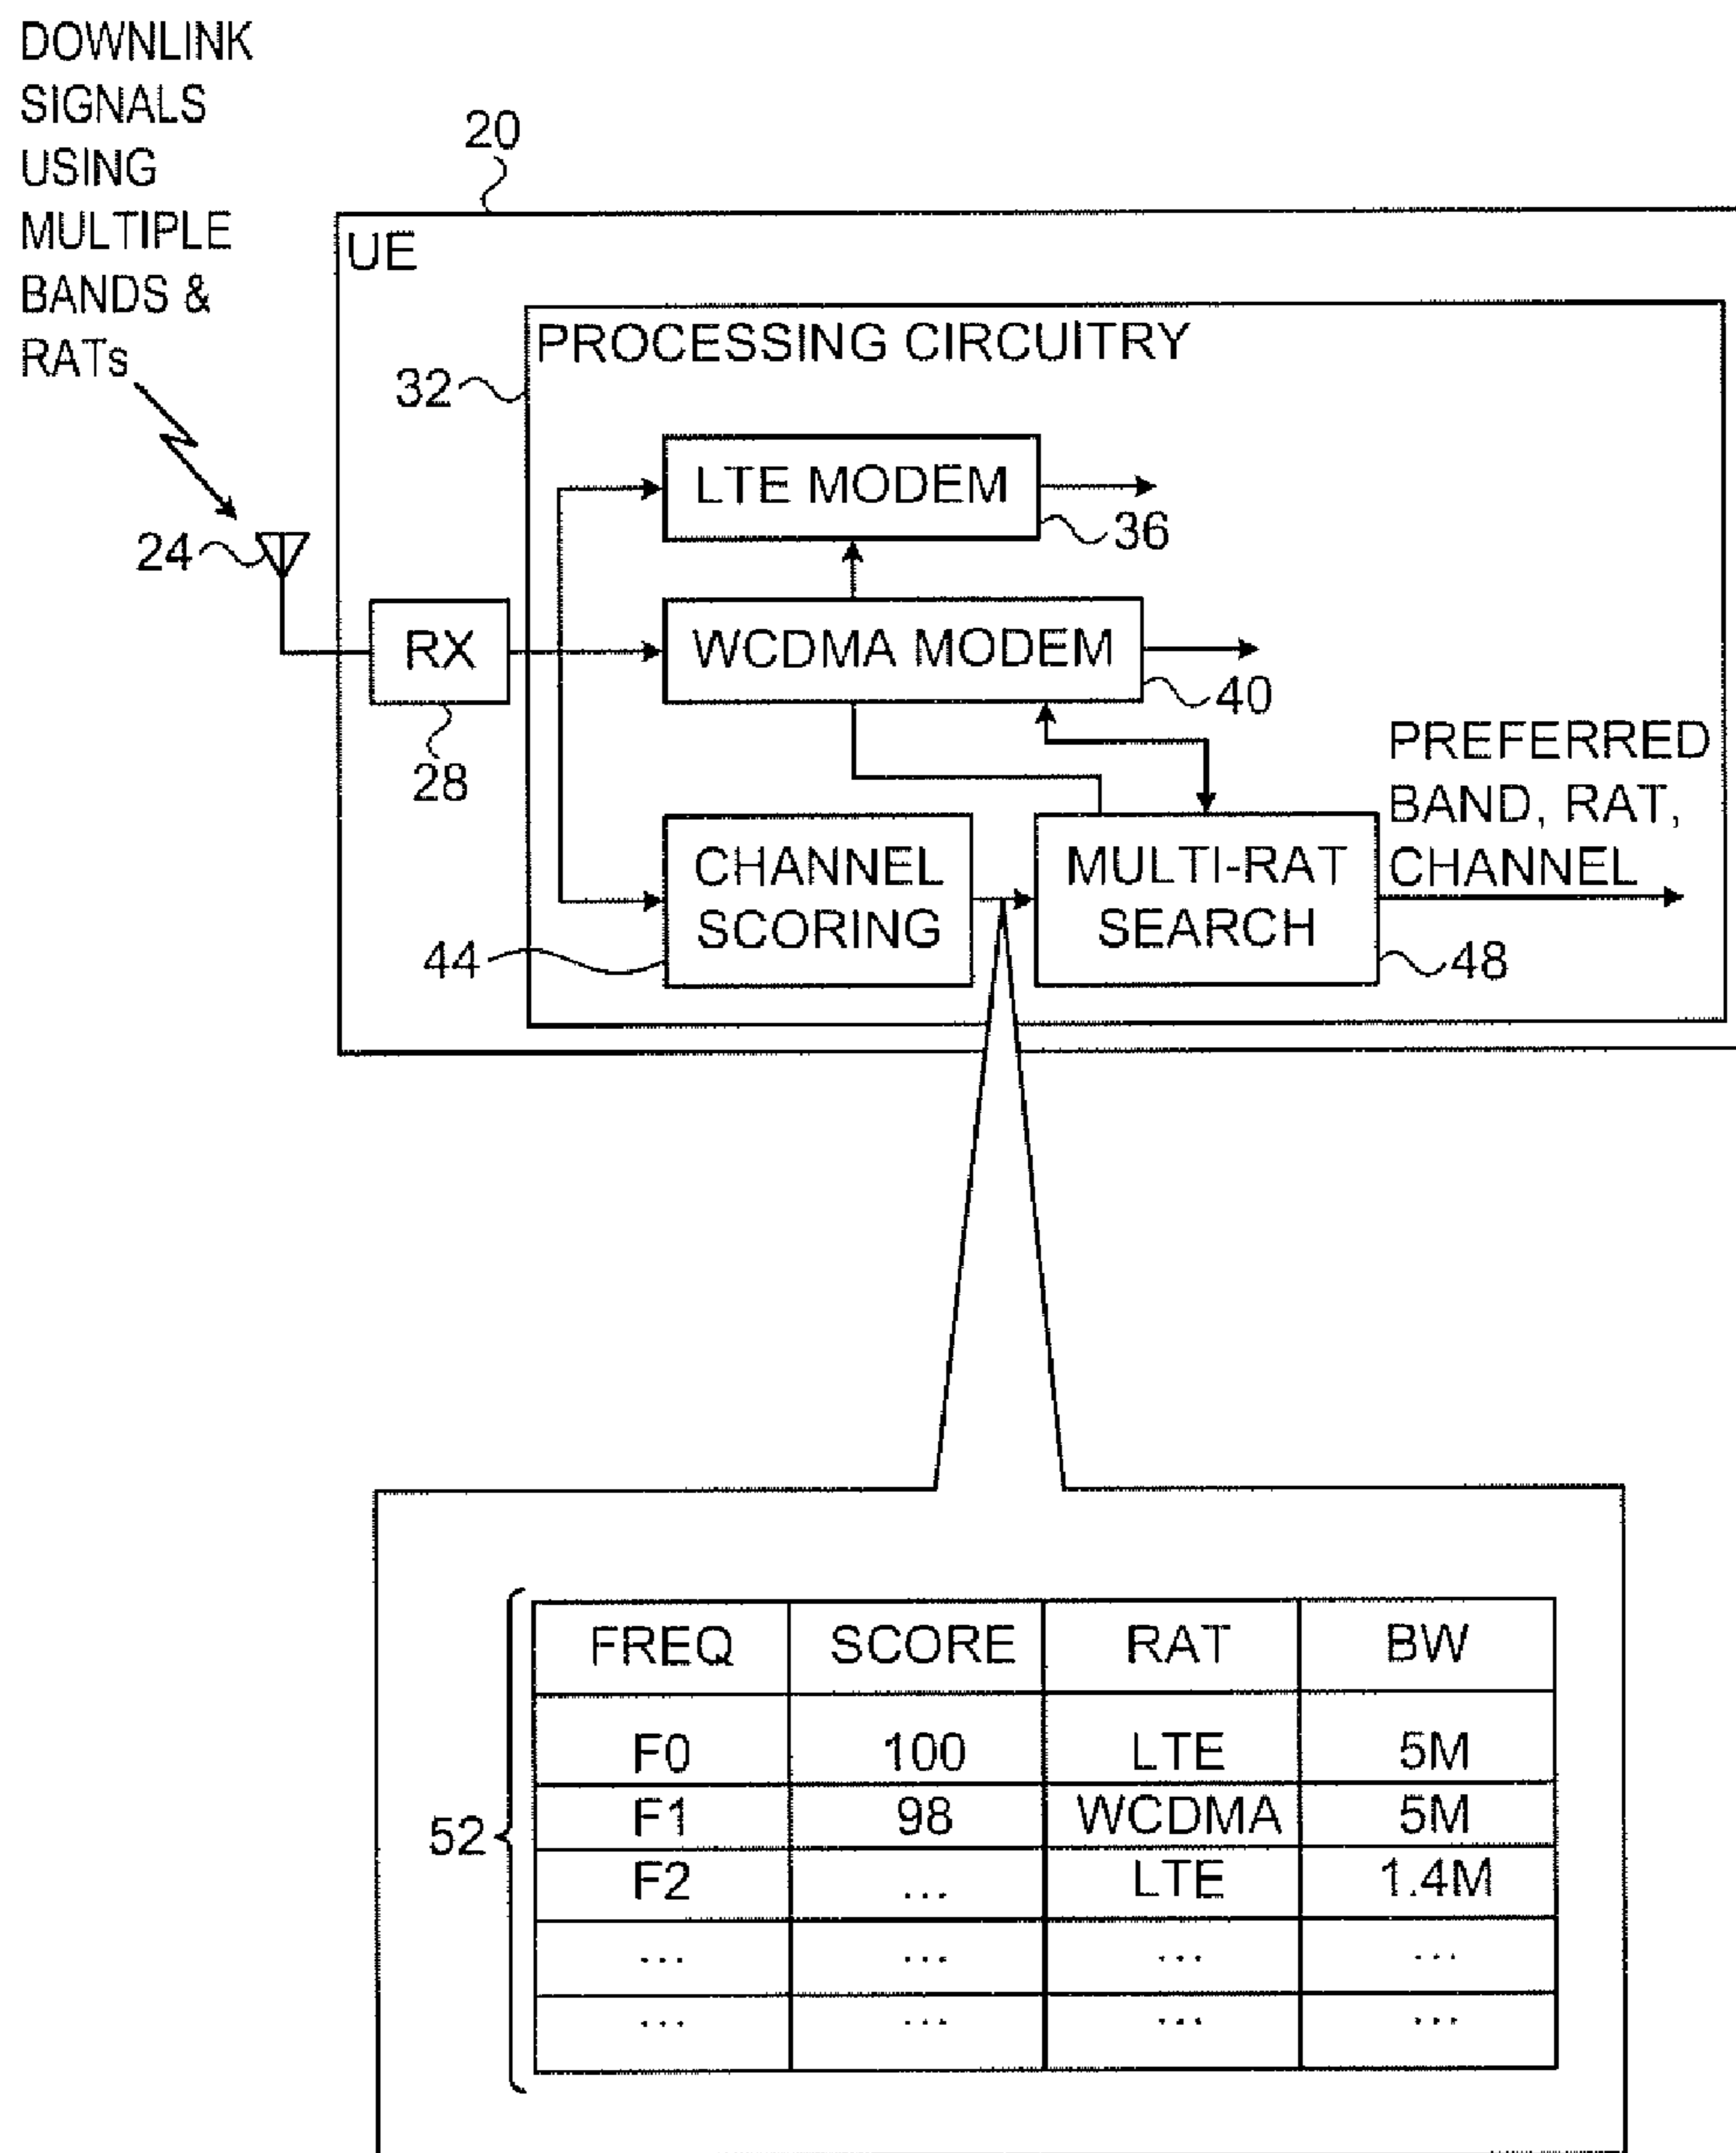 DOWNLINK
SIGNALS
USING
MULTIPLE
BANDS &
RATs
20
UE
PROCESSING CIRCUITRY
32
LTE MODEM
36
24
RX
28
WCDMA MODEM
40
PREFERRED
BAND, RAT,
CHANNEL
CHANNEL
SCORING
44
MULTI-RAT
SEARCH
48
52
FREQ SCORE RAT BW
F0 100 LTE 5M
F1 98 WCDMA 5M
F2 ... LTE 1.4M
... ... ... ...
... ... ... ...